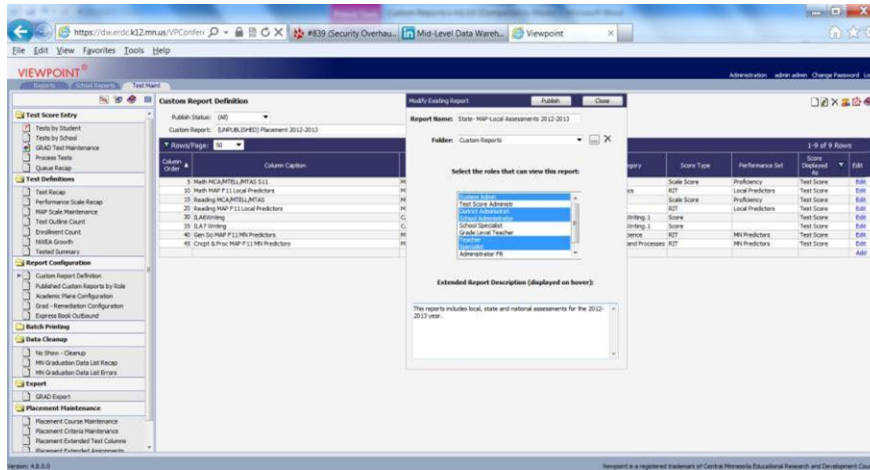 https://dw.erdc.k12.mn.us/VPConferi
#839 (Security Overhau...
Mid-Level Data Wareh...
Viewpoint
File Edit View Favorites Tools Help
VIEWPOINT®
Administration admin admin Change Password
Reports School Reports Test Maint
Test Score Entry
Tests by Student
Tests by School
GRAD Test Maintenance
Process Tests
Queue Recap
Test Definitions
Test Recap
Performance Scale Recap
MAP Scale Maintenance
Test Outline Count
Enrollment Count
NWEA Growth
Tested Summary
Report Configuration
Custom Report Definition
Published Custom Reports by Role
Academic Plans Configuration
Grad - Remediation Configuration
Express Book Outbound
Batch Printing
Data Cleanup
No Show - Cleanup
MN Graduation Data List Recap
MN Graduation Data List Errors
Export
GRAD Export
Placement Maintenance
Placement Course Maintenance
Placement Criteria Maintenance
Placement Extended Test Columns
Placement Extended Assignments
Version: 4.0.0.0
Custom Report Definition
Publish Status: (All)
Custom Report: (UNPUBLISHED) Placement 2012-2013
Rows/Page: 50
1-9 of 9 Rows
Column Order Column Caption
Score Type Performance Set Score Displayed As Edit
5 Math MCA/MTELL/MTAS S11
Scale Score Proficiency Test Score Edit
10 Math MAP F11 Local Predictors
RIT Local Predictors Test Score Edit
15 Reading MCA/MTELL/MTAS
Scale Score Proficiency Test Score Edit
20 Reading MAP F11 Local Predictors
RIT Local Predictors Test Score Edit
30 ILA6Writing
Writing.1 Score Test Score Edit
35 ILA7 Writing
Writing.1 Score Test Score Edit
40 Gen Sci MAP F11 MN Predictors
RIT MN Predictors Test Score Edit
45 Cncpt & Proc MAP F11 MN Predictors
and Processes RIT MN Predictors Test Score Edit
Add
Modify Existing Report
Publish
Close
Report Name: State- MAP-Local Assessments 2012-2013
Folder: Custom Reports
Select the roles that can view this report:
System Admin
Test Score Administr
District Administrat
School Administrator
School Specialist
Grade Level Teacher
Teacher
Specialist
Administrator FR
Extended Report Description (displayed on hover):
This reports includes local, state and national assessments for the 2012-
2013 year.
Viewpoint is a registered trademark of Central Minnesota Educational Research and Development Cou